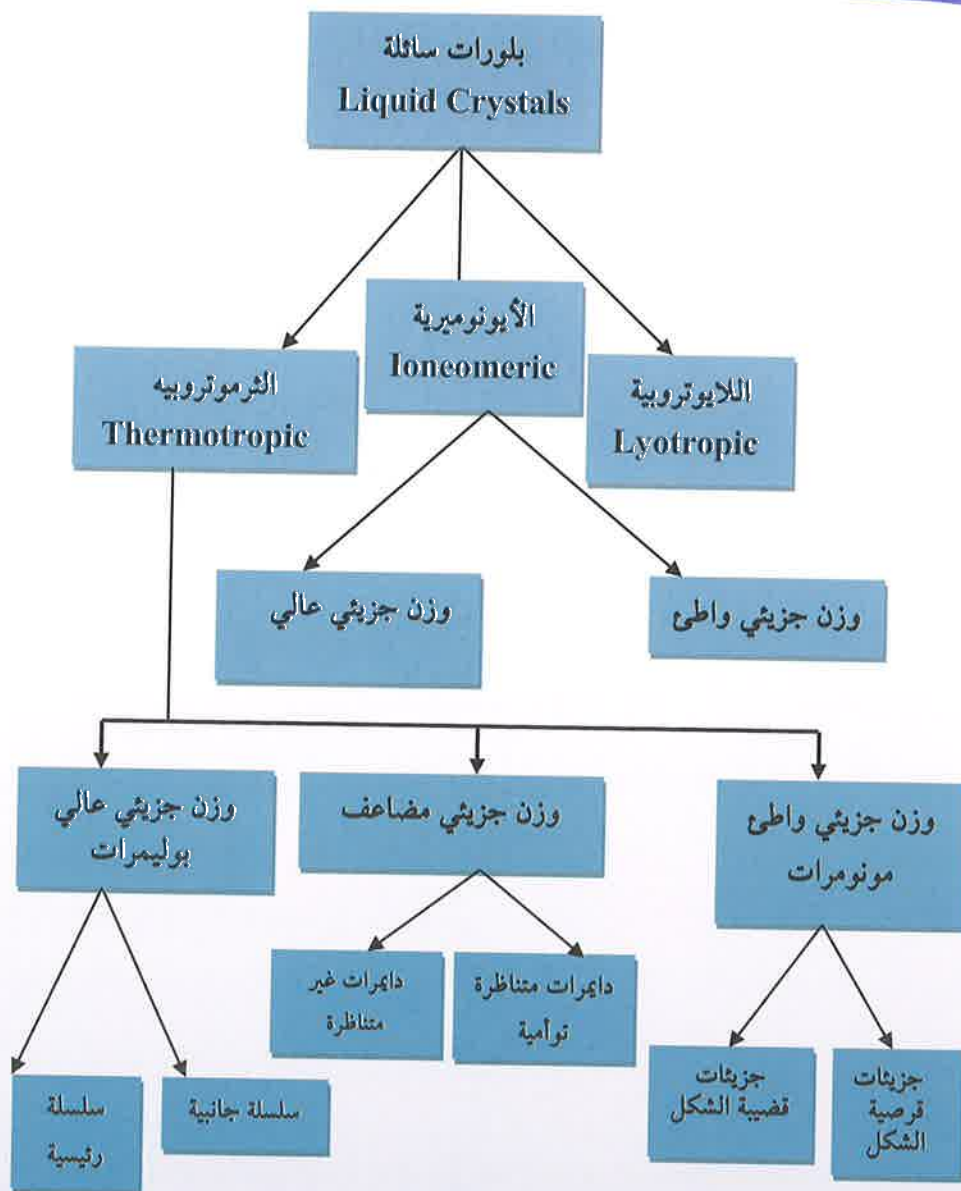 بلورات سائلة
Liquid Crystals
الأيونوميرية
Ioneomeric
اللايوتروبية
Lyotropic
الثرموتروبيه
Thermotropic
وزن جزيئي واطئ
وزن جزيئي عالي
وزن جزيئي واطئ
مونومرات
وزن جزيئي مضاعف
وزن جزيئي عالي
بوليمرات
دايمرات متناظرة
توأمية
دايمرات غير
متناظرة
جزيئات
قرصية
الشكل
جزيئات
قضيبة الشكل
سلسلة جانبية
سلسلة
رئيسية